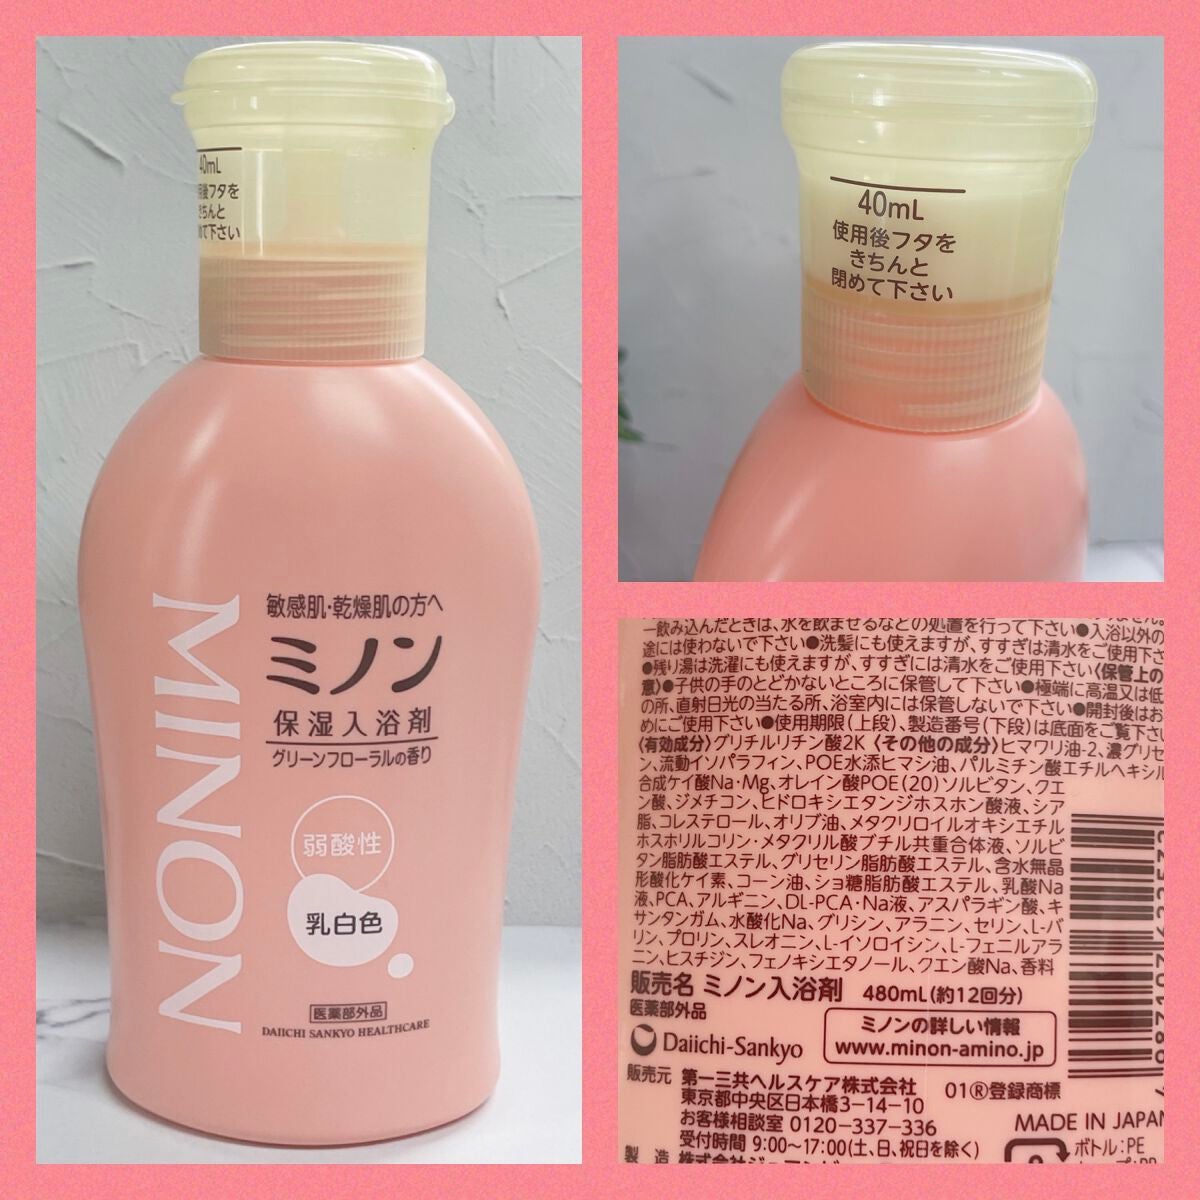 40mL
後フタを
きちんと
めて下さい
敏感肌・乾燥肌の方へ
ミノン
保湿入浴剤
グリーンフローラルの香り
MINON
弱酸性
乳白色
医薬部外品
DAIICHI SANKYO HEALTHCARE
40mL
使用後フタを
きちんと
閉めて下さい
一飲み込んだときは、水を飲ませるなどの処置を行って下さい●入浴以外の
途には使わないで下さい●洗髪にも使えますが、すすぎは清水をご使用下さ
●残り湯は洗濯にも使えますが、すすぎには清水をご使用下さい〈保管上の
意〉●子供の手のとどかないところに保管して下さい●極端に高温又は低
の所、直射日光の当たる所、浴室内には保管しないで下さい●開封後はお
めにご使用下さい●使用期限(上段)、製造番号(下段)は底面をご覧下さい
〈有効成分〉グリチルリチン酸2K〈その他の成分〉ヒマワリ油-2、濃グリセ
ン、流動イソパラフィン、POE水添ヒマシ油、パルミチン酸エチルヘキシル
合成ケイ酸Na・Mg、オレイン酸POE(20)ソルビタン、クエ
ン酸、ジメチコン、ヒドロキシエタンジホスホン酸液、シア
脂、コレステロール、オリブ油、メタクリロイルオキシエチル
ホスホリルコリン・メタクリル酸ブチル共重合体液、ソルビ
タン脂肪酸エステル、グリセリン脂肪酸エステル、含水無晶
形酸化ケイ素、コーン油、ショ糖脂肪酸エステル、乳酸Na
液、PCA、アルギニン、DL-PCA・Na液、アスパラギン酸、キ
サンタンガム、水酸化Na、グリシン、アラニン、セリン、L-バ
リン、プロリン、スレオニン、L-イソロイシン、L-フェニルアラ
ニン、ヒスチジン、フェノキシエタノール、クエン酸Na、香料
販売名 ミノン入浴剤 480mL(約12回分)
医薬部外品
ミノンの詳しい情報
www.minon-amino.jp
Daiichi-Sankyo
販売元 第一三共ヘルスケア株式会社 01®登録商標
東京都中央区日本橋3-14-10
お客様相談室 0120-337-336
受付時間 9:00〜17:00(土、日、祝日を除く)
MADE IN JAPAN
ボトル:PE
製造